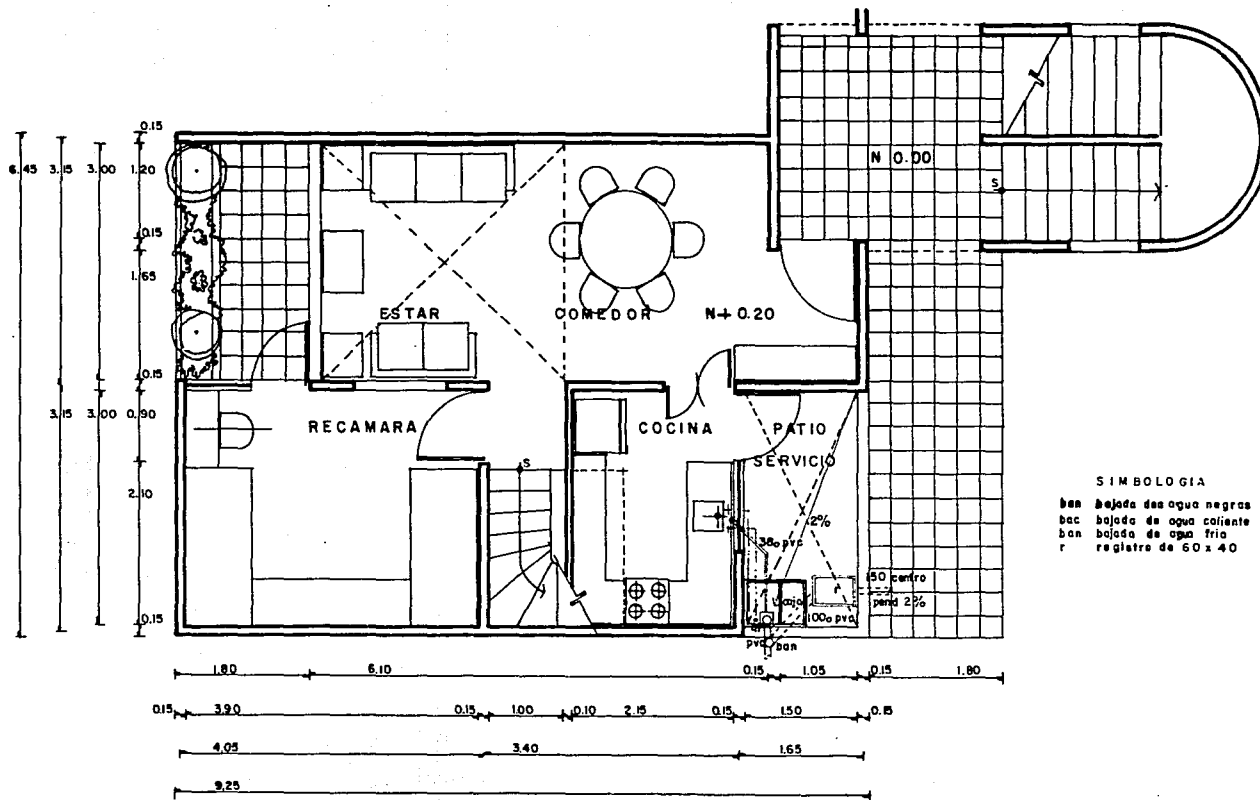 N 0.00
S
0.15
6.45 3.15 3.00 1.20
0.15
1.65
0.15
3.15 3.00 0.90
2.10
0.15
ESTAR
COMEDOR
N+ 0.20
RECAMARA
COCINA
PATIO
SERVICIO
S
2%
38ø pvc
r
150 centro
pend 2%
100ø pvc
pvc
ban
SIMBOLOGIA
ban bajada des agua negras
bac bajada de agua caliente
ban bajada de agua fria
r registro de 60 x 40
1.80 6.10 0.15 1.05 0.15 1.80
0.15 3.90 0.15 1.00 0.10 2.15 0.15 1.50 0.15
4.05 3.40 1.65
9.25